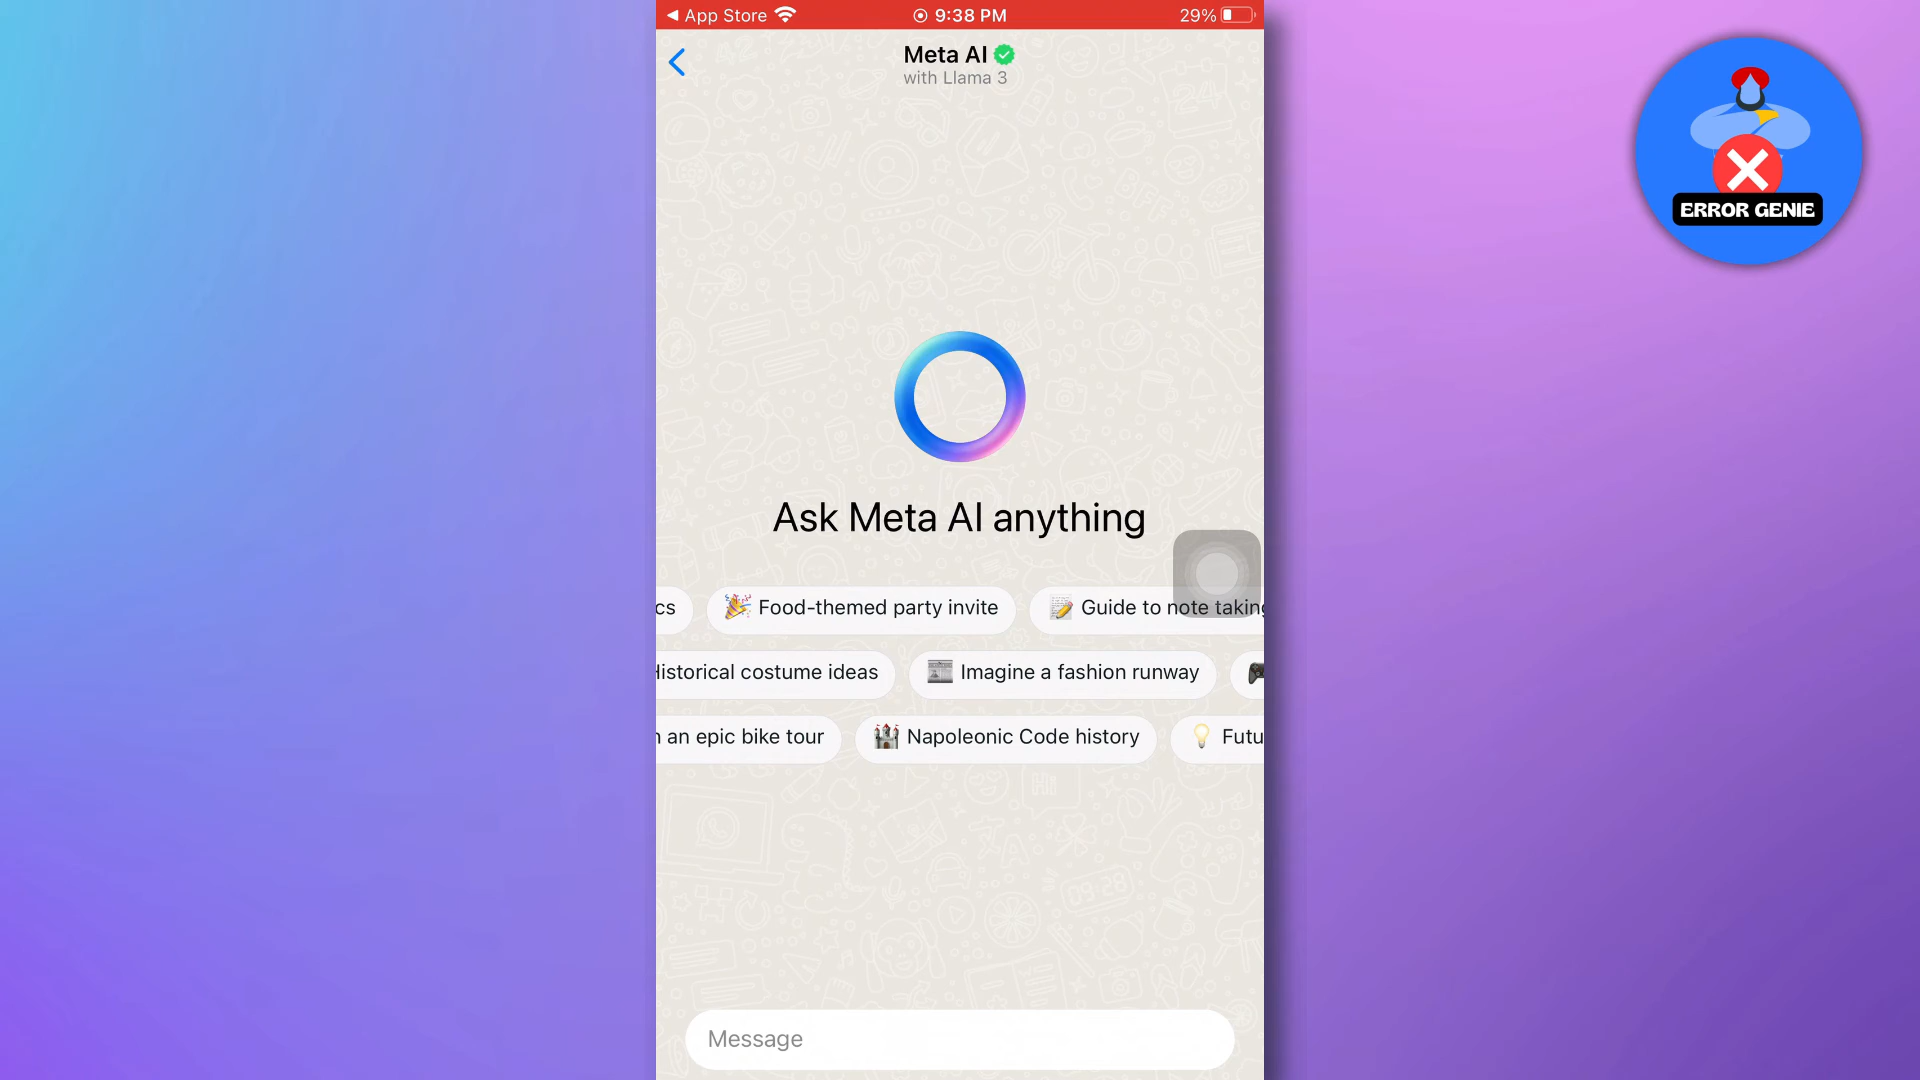 App Store 9:38 PM 29%
Meta AI
with Llama 3
ERROR GENIE
Ask Meta AI anything
cs Food-themed party invite Guide to note taking
Historical costume ideas Imagine a fashion runway
n an epic bike tour Napoleonic Code history Futu
Message